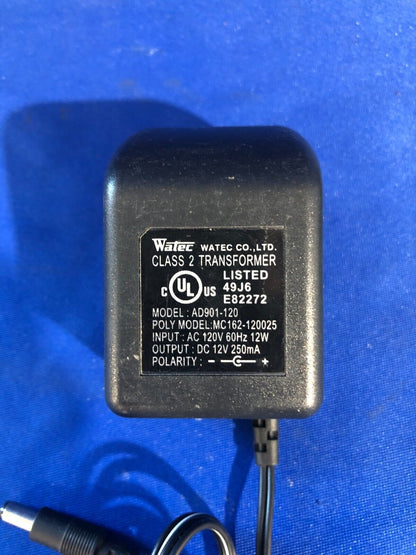 Watec WATEC CO.,LTD.
CLASS 2 TRANSFORMER
C UL US LISTED
49J6
E82272
MODEL : AD901-120
POLY MODEL:MC162-120025
INPUT : AC 120V 60Hz 12W
OUTPUT : DC 12V 250mA
POLARITY : - +